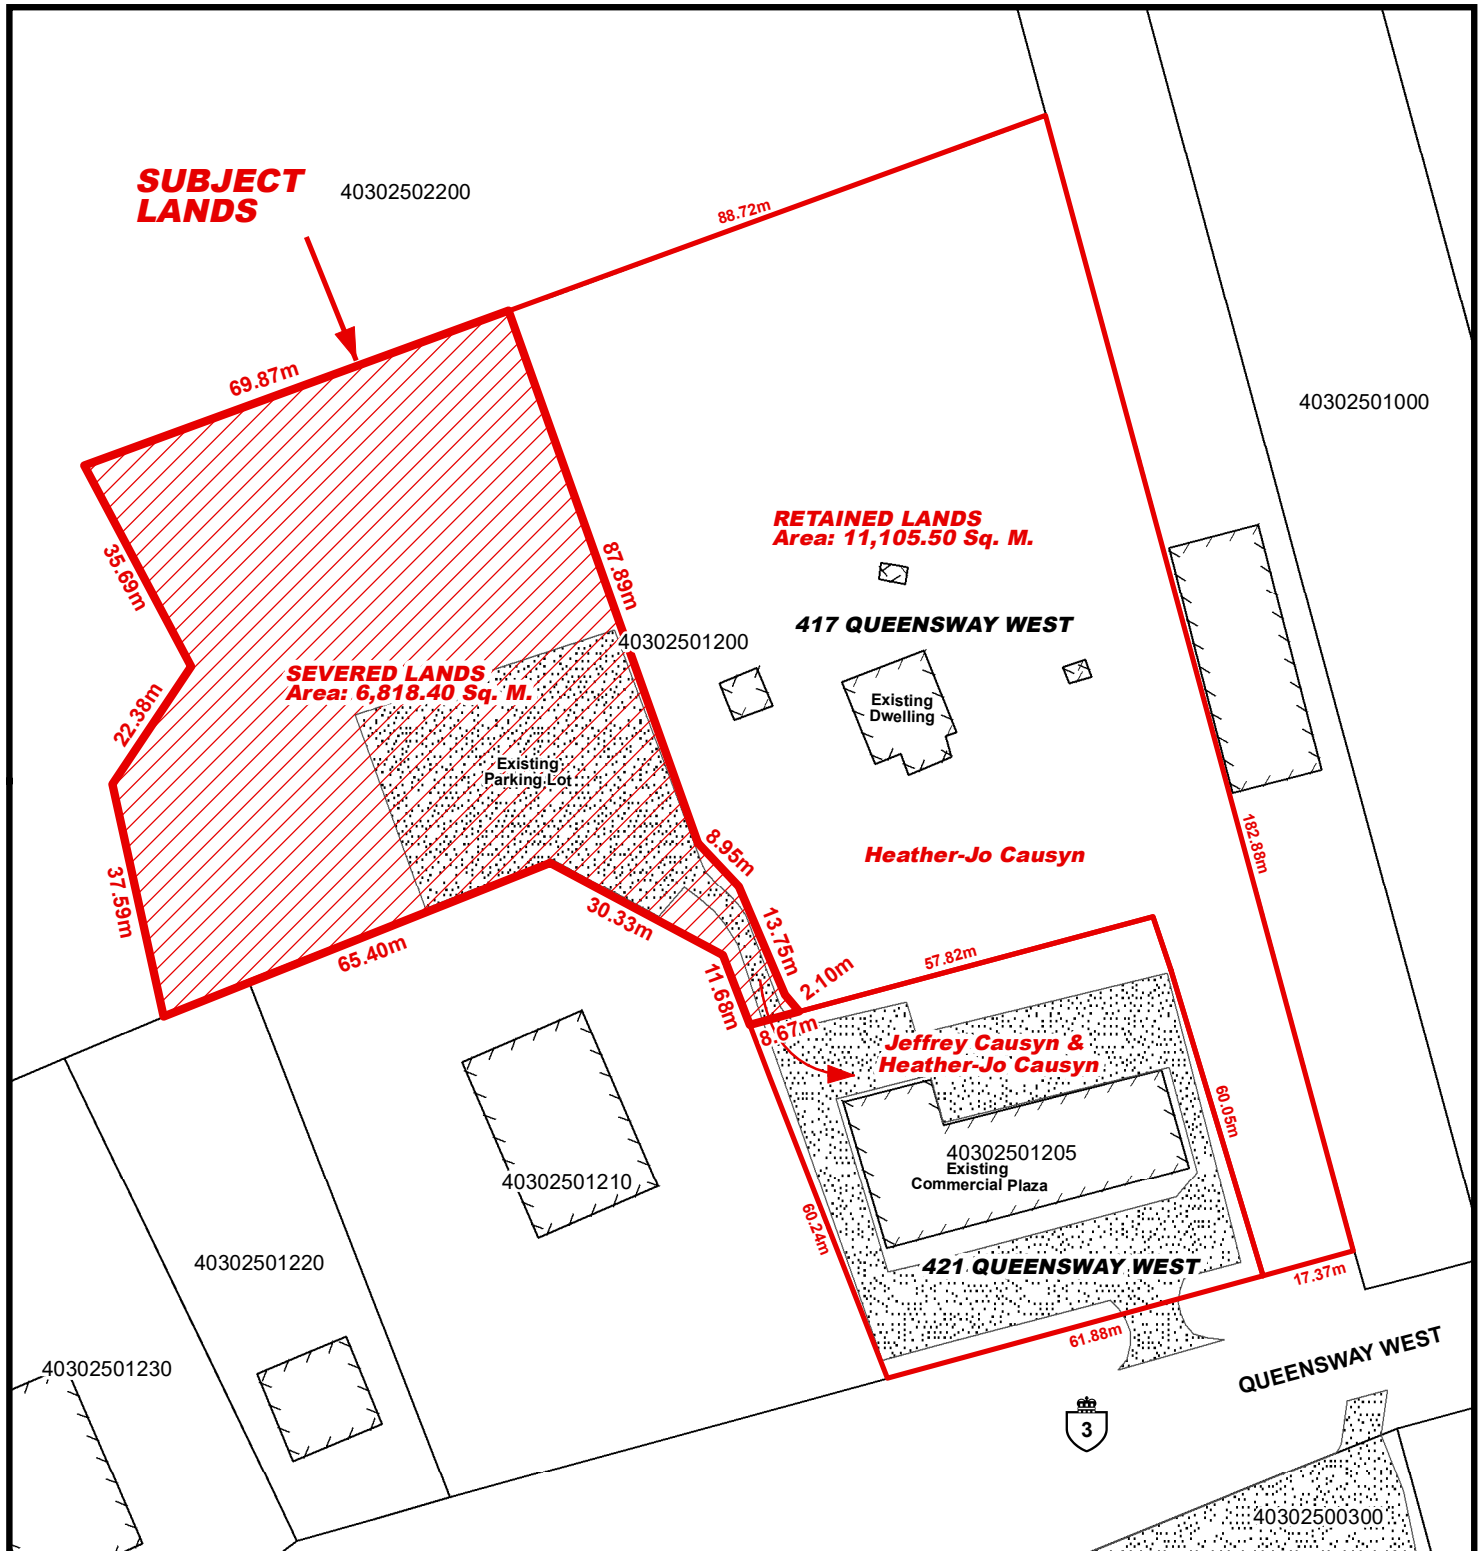 SUBJECT
LANDS
40302502200
88.72m
69.87m
40302501000
35.69m
87.89m
RETAINED LANDS
Area: 11,105.50 Sq. M.
417 QUEENSWAY WEST
40302501200
SEVERED LANDS
Area: 6,818.40 Sq. M.
22.38m
Existing
Dwelling
Existing
Parking Lot
8.95m
182.88m
Heather-Jo Causyn
37.59m
30.33m
13.75m
65.40m
57.82m
2.10m
11.68m
8.67m
Jeffrey Causyn &
Heather-Jo Causyn
60.05m
40302501205
Existing
Commercial Plaza
40302501210
60.24m
40302501220
421 QUEENSWAY WEST
17.37m
61.88m
40302501230
QUEENSWAY WEST
3
40302500300